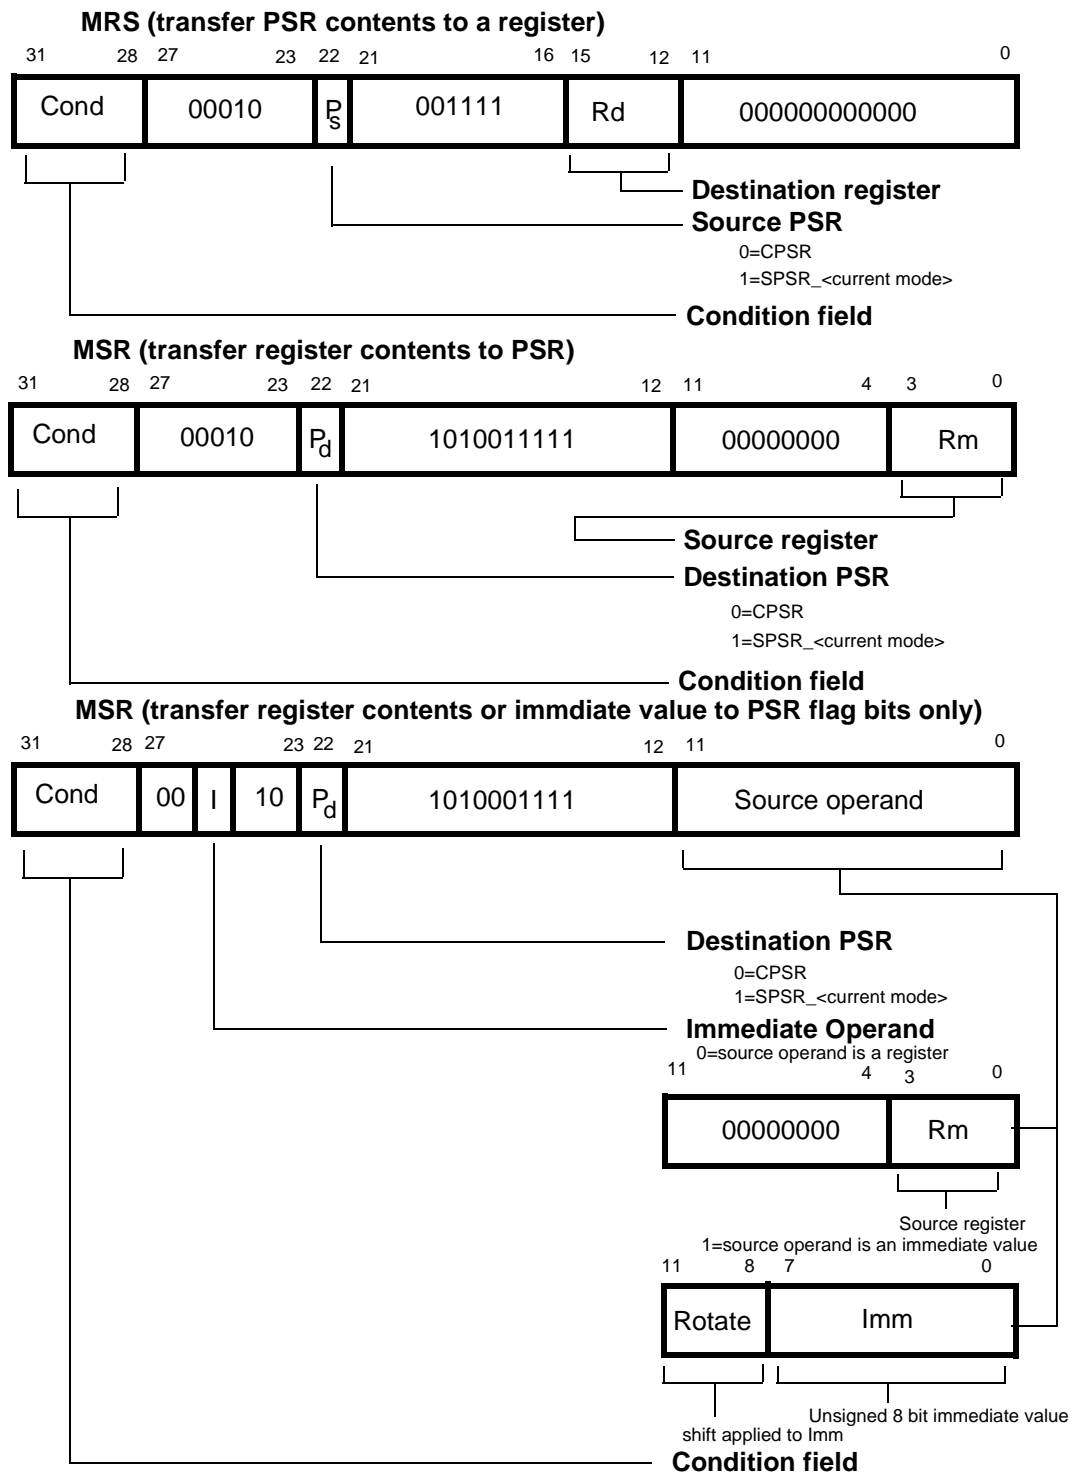 MRS (transfer PSR contents to a register)
31 28 27 23 22 21 16 15 12 11 0
Cond 00010 Ps 001111 Rd 000000000000
Destination register
Source PSR
0=CPSR
1=SPSR_<current mode>
Condition field
MSR (transfer register contents to PSR)
31 28 27 23 22 21 12 11 4 3 0
Cond 00010 Pd 1010011111 00000000 Rm
Source register
Destination PSR
0=CPSR
1=SPSR_<current mode>
Condition field
MSR (transfer register contents or immdiate value to PSR flag bits only)
31 28 27 23 22 21 12 11 0
Cond 00 I 10 Pd 1010001111 Source operand
Destination PSR
0=CPSR
1=SPSR_<current mode>
Immediate Operand
0=source operand is a register
11 4 3 0
00000000 Rm
Source register
1=source operand is an immediate value
11 8 7 0
Rotate Imm
Unsigned 8 bit immediate value
shift applied to Imm
Condition field